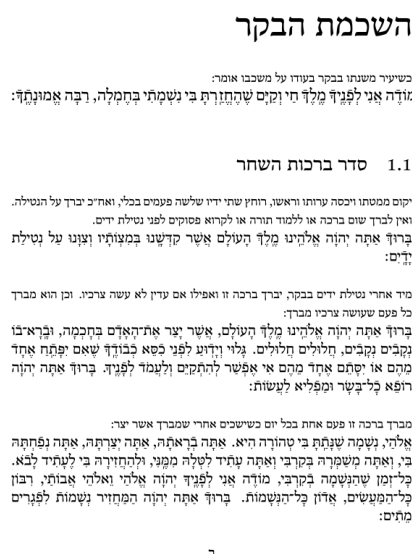 השכמת הבקר
כשיעיר משנתו בבקר בעודו על משכבו אומר:
מוֹדֶה אֲנִי לְפָנֶיךָ מֶלֶךְ חַי וְקַיָּם שֶׁהֶחֱזַרְתָּ בִּי נִשְׁמָתִי בְּחֶמְלָה, רַבָּה אֱמוּנָתֶךָ:
1.1 סדר ברכות השחר
יקום ממטתו ויכסה ערותו וראשו, רוחץ שתי ידיו שלשה פעמים בכלי, ואח״כ יברך על הנטילה.
ואין לברך שום ברכה או ללמוד תורה או לקרוא פסוקים לפני נטילת ידים.
בָּרוּךְ אַתָּה יְהֹוָה אֱלֹהֵינוּ מֶלֶךְ הָעוֹלָם אֲשֶׁר קִדְּשָׁנוּ בְּמִצְוֹתָיו וְצִוָּנוּ עַל נְטִילַת
יָדָיִם:
מיד אחרי נטילת ידים בבקר, יברך ברכה זו ואפילו אם עדין לא עשה צרכיו. וכן הוא מברך
כל פעם שעושה צרכיו מברך:
בָּרוּךְ אַתָּה יְהֹוָה אֱלֹהֵינוּ מֶלֶךְ הָעוֹלָם, אֲשֶׁר יָצַר אֶת־הָאָדָם בְּחָכְמָה, וּבָרָא־בוֹ
נְקָבִים נְקָבִים, חֲלוּלִים חֲלוּלִים. גָּלוּי וְיָדוּעַ לִפְנֵי כִסֵּא כְבוֹדֶךָ שֶׁאִם יִפָּתֵחַ אֶחָד
מֵהֶם אוֹ יִסָּתֵם אֶחָד מֵהֶם אִי אֶפְשַׁר לְהִתְקַיֵּם וְלַעֲמֹד לְפָנֶיךָ. בָּרוּךְ אַתָּה יְהֹוָה
רוֹפֵא כָל־בָּשָׂר וּמַפְלִיא לַעֲשׂוֹת:
מברך ברכה זו פעם אחת בכל יום כשישכים אחרי שמברך אשר יצר:
אֱלֹהַי, נְשָׁמָה שֶׁנָּתַתָּ בִּי טְהוֹרָה הִיא. אַתָּה בְרָאתָהּ, אַתָּה יְצַרְתָּהּ, אַתָּה נְפַחְתָּהּ
בִּי, וְאַתָּה מְשַׁמְּרָהּ בְּקִרְבִּי וְאַתָּה עָתִיד לִטְּלָהּ מִמֶּנִּי, וּלְהַחֲזִירָהּ בִּי לֶעָתִיד לָבֹא.
כָּל־זְמַן שֶׁהַנְּשָׁמָה בְקִרְבִּי, מוֹדֶה אֲנִי לְפָנֶיךָ יְהֹוָה אֱלֹהַי וֵאלֹהֵי אֲבוֹתַי, רִבּוֹן
כָּל־הַמַּעֲשִׂים, אֲדוֹן כָּל־הַנְּשָׁמוֹת. בָּרוּךְ אַתָּה יְהֹוָה הַמַּחֲזִיר נְשָׁמוֹת לִפְגָרִים
מֵתִים: